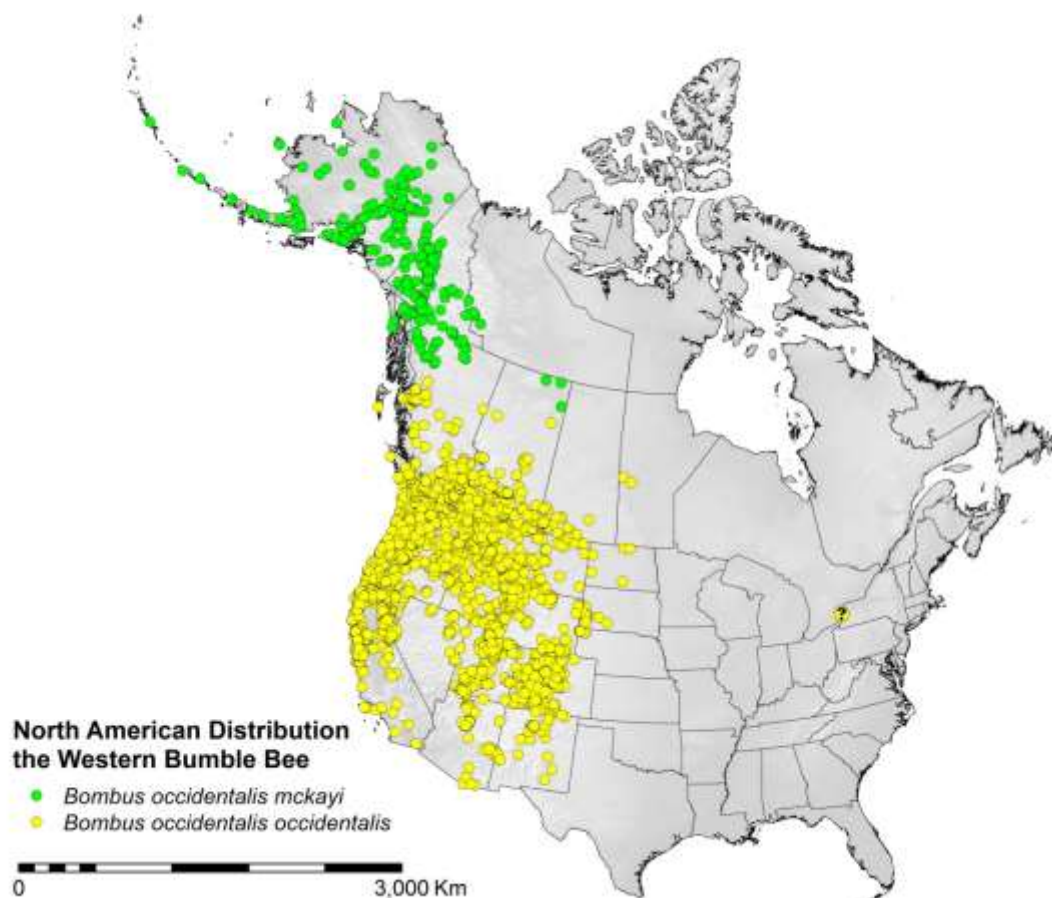 ?
North American Distribution
the Western Bumble Bee
Bombus occidentalis mckayi
Bombus occidentalis occidentalis
0 3,000 Km